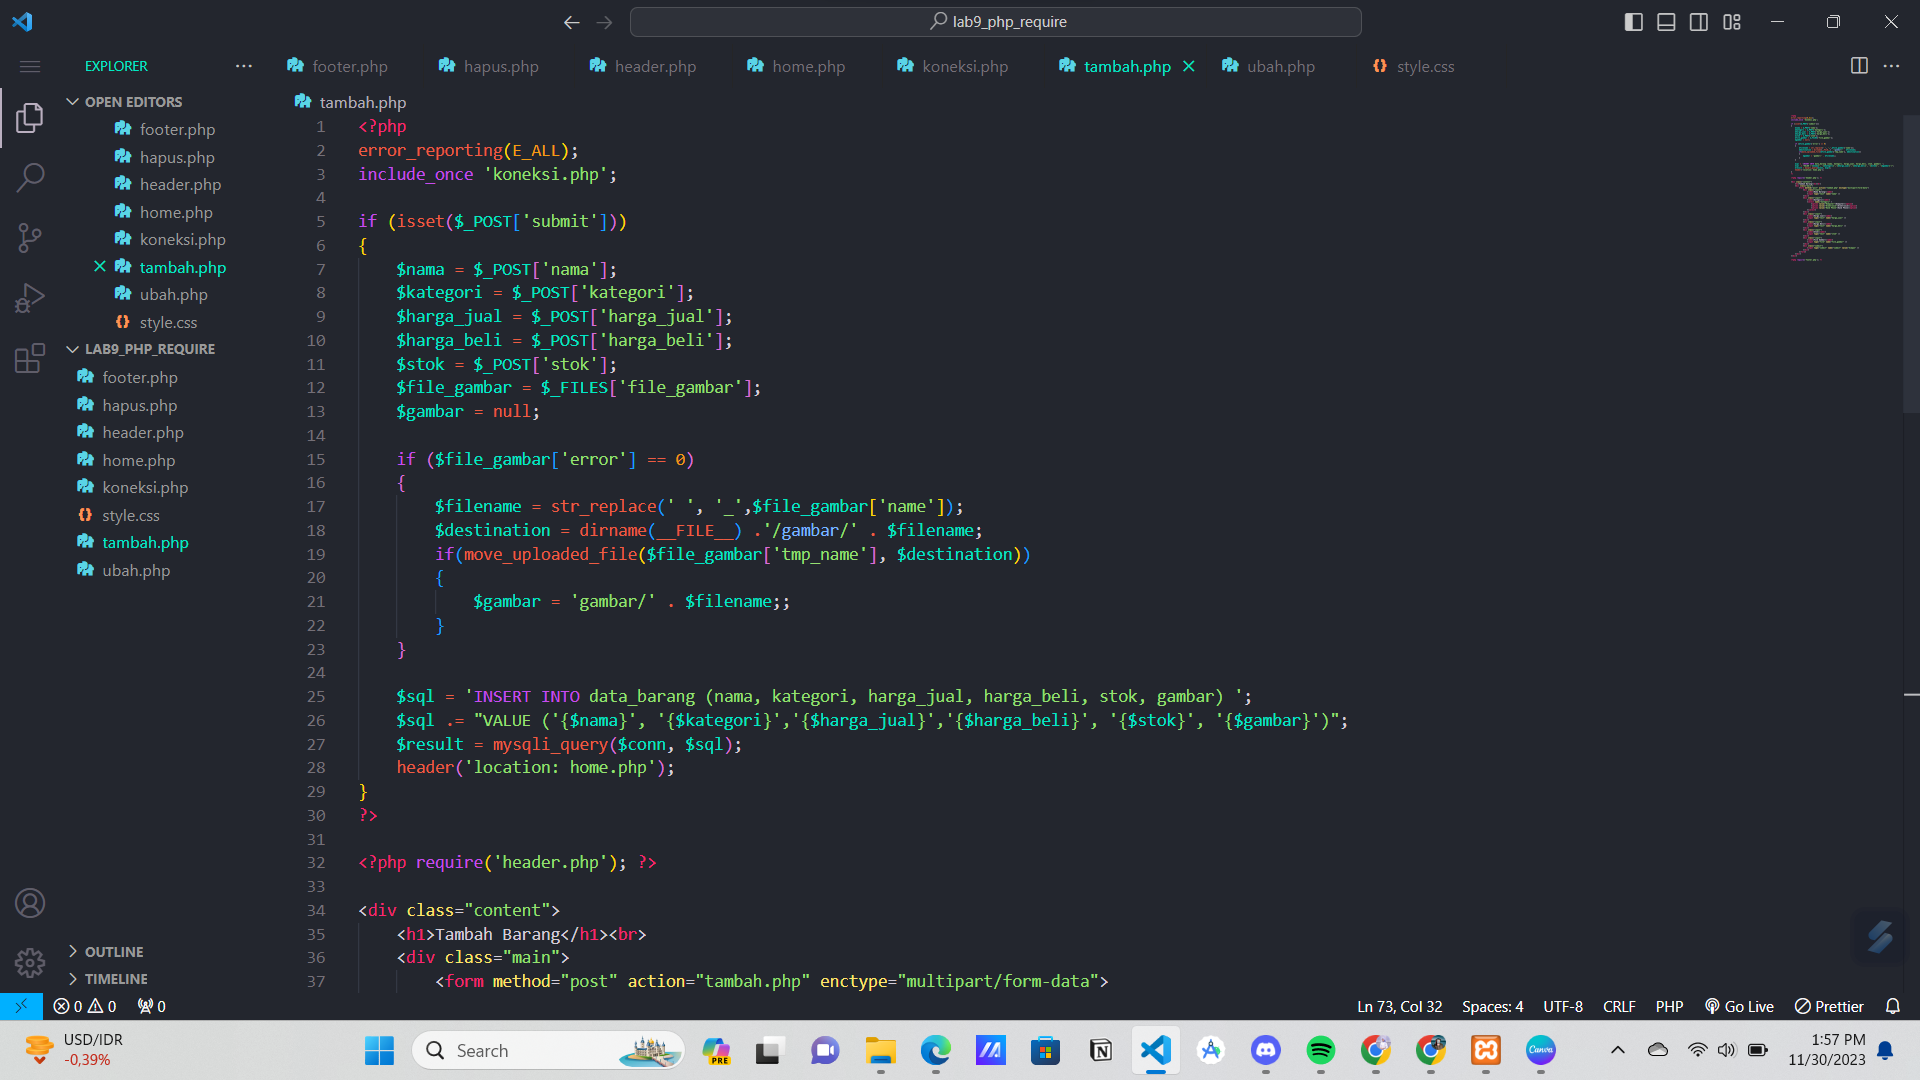 lab9_php_require
EXPLORER
footer.php
hapus.php
header.php
home.php
koneksi.php
tambah.php
ubah.php
style.css
OPEN EDITORS
footer.php
hapus.php
header.php
home.php
koneksi.php
tambah.php
ubah.php
style.css
LAB9_PHP_REQUIRE
footer.php
hapus.php
header.php
home.php
koneksi.php
style.css
tambah.php
ubah.php
OUTLINE
TIMELINE
tambah.php
1 <?php
2 error_reporting(E_ALL);
3 include_once 'koneksi.php';
4
5 if (isset($_POST['submit']))
6 {
7     $nama = $_POST['nama'];
8     $kategori = $_POST['kategori'];
9     $harga_jual = $_POST['harga_jual'];
10     $harga_beli = $_POST['harga_beli'];
11     $stok = $_POST['stok'];
12     $file_gambar = $_FILES['file_gambar'];
13     $gambar = null;
14
15     if ($file_gambar['error'] == 0)
16     {
17         $filename = str_replace(' ', '_',$file_gambar['name']);
18         $destination = dirname(__FILE__) .'/gambar/' . $filename;
19         if(move_uploaded_file($file_gambar['tmp_name'], $destination))
20         {
21             $gambar = 'gambar/' . $filename;;
22         }
23     }
24
25     $sql = 'INSERT INTO data_barang (nama, kategori, harga_jual, harga_beli, stok, gambar) ';
26     $sql .= "VALUE ('{$nama}', '{$kategori}','{$harga_jual}','{$harga_beli}', '{$stok}', '{$gambar}')";
27     $result = mysqli_query($conn, $sql);
28     header('location: home.php');
29 }
30 ?>
31
32 <?php require('header.php'); ?>
33
34 <div class="content">
35     <h1>Tambah Barang</h1><br>
36     <div class="main">
37         <form method="post" action="tambah.php" enctype="multipart/form-data">
0 0 0
Ln 73, Col 32
Spaces: 4
UTF-8
CRLF
PHP
Go Live
Prettier
USD/IDR
-0,39%
Search
PRE
Canva
1:57 PM
11/30/2023